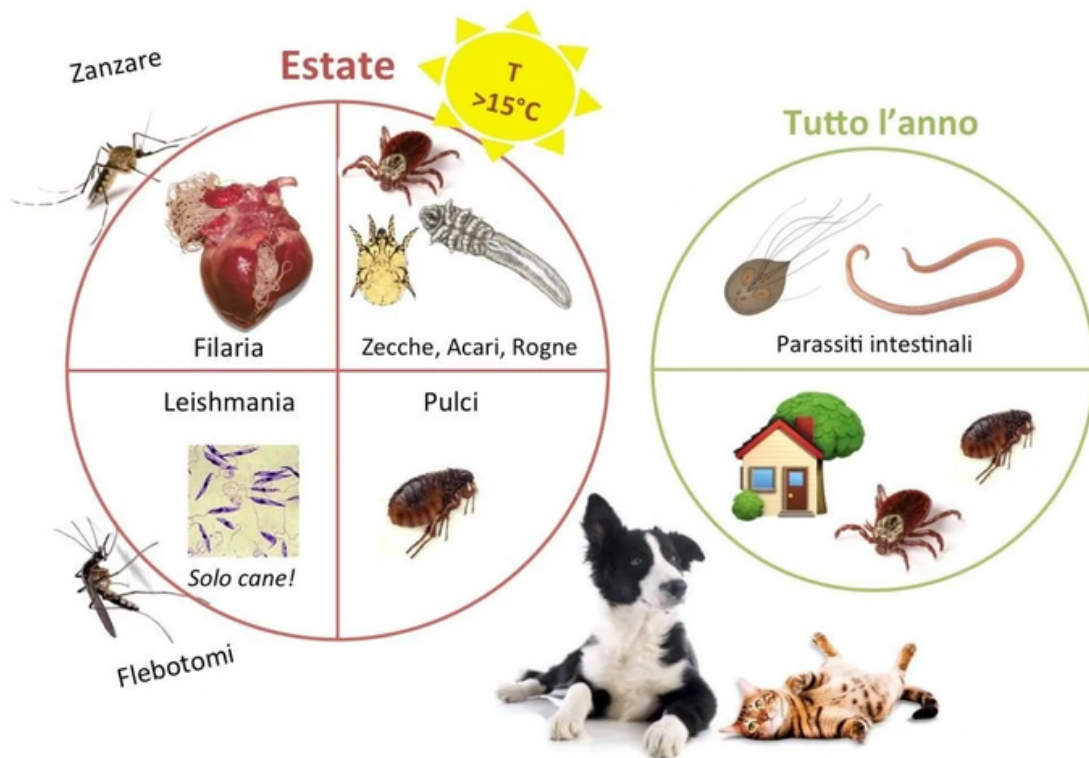 Zanzare
Estate
T
>15°C
Tutto l'anno
Filaria
Zecche, Acari, Rogne
Parassiti intestinali
Leishmania
Pulci
Solo cane!
Flebotomi